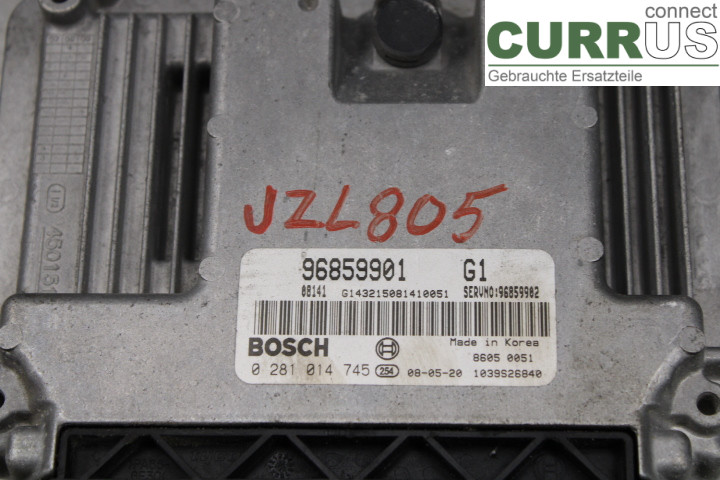 connect
CURRUS
Gebrauchte Ersatzteile
JZL805
96859901 G1
08141 G143215081410051 SERVNO:96859902
Made in Korea
BOSCH
8605 0051
0 281 014 745 254 08-05-20 1039S26840